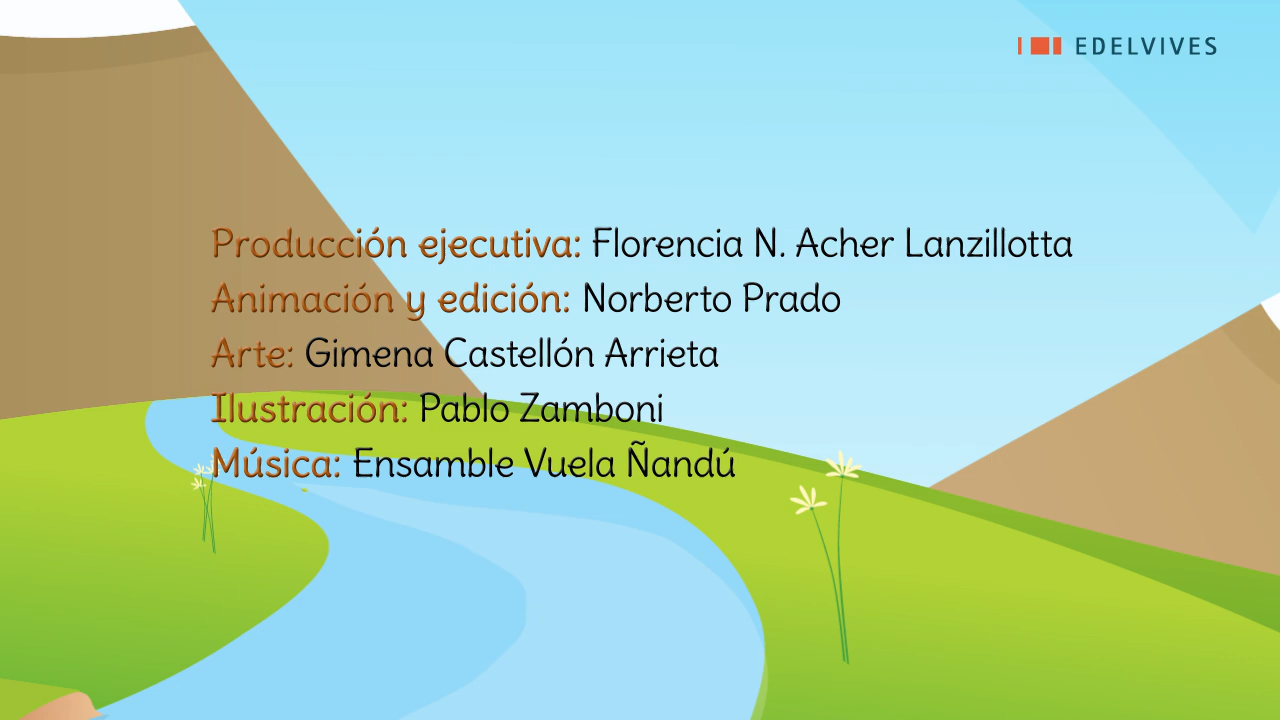 EDELVIVES
Producción ejecutiva: Florencia N. Acher Lanzillotta
Animación y edición: Norberto Prado
Arte: Gimena Castellón Arrieta
Ilustración: Pablo Zamboni
Música: Ensamble Vuela Ñandú